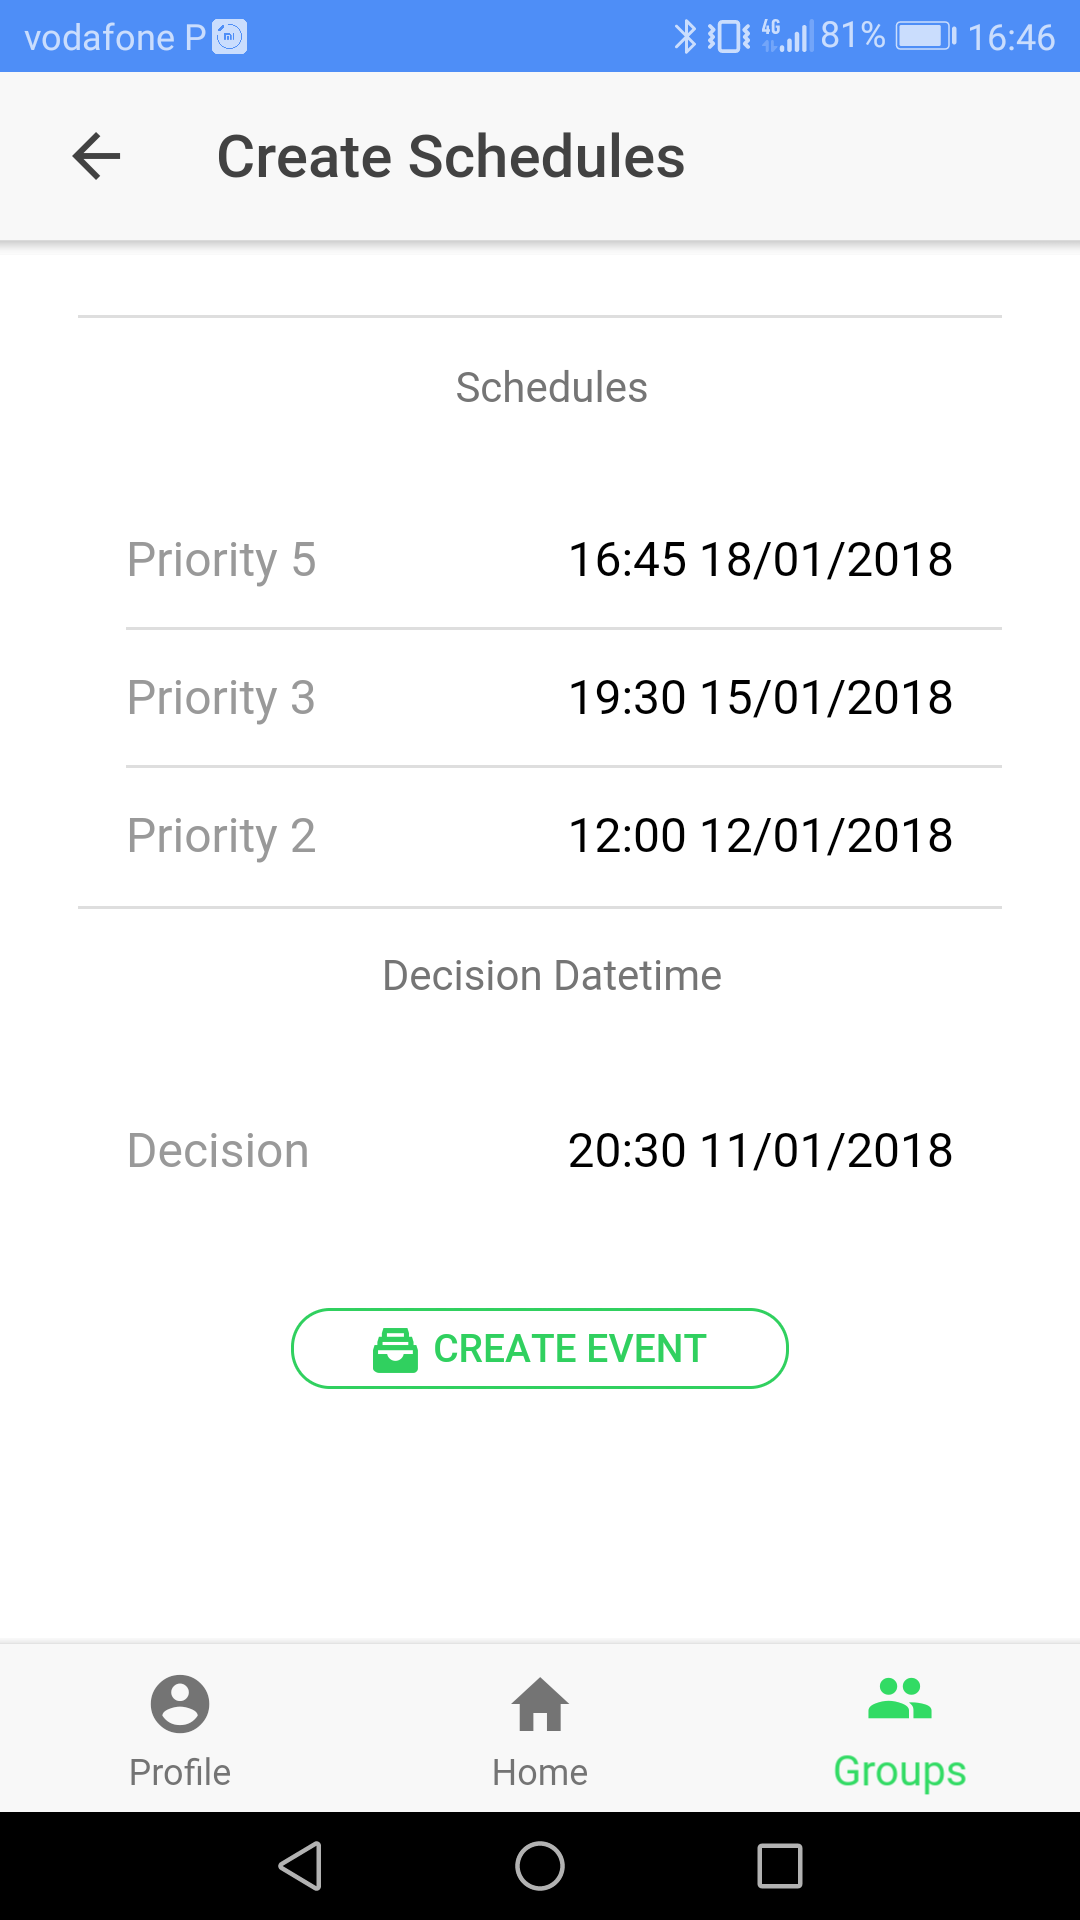 vodafone P mi 4G 81% 16:46
Create Schedules
Schedules
Priority 5 16:45 18/01/2018
Priority 3 19:30 15/01/2018
Priority 2 12:00 12/01/2018
Decision Datetime
Decision 20:30 11/01/2018
CREATE EVENT
Profile Home Groups